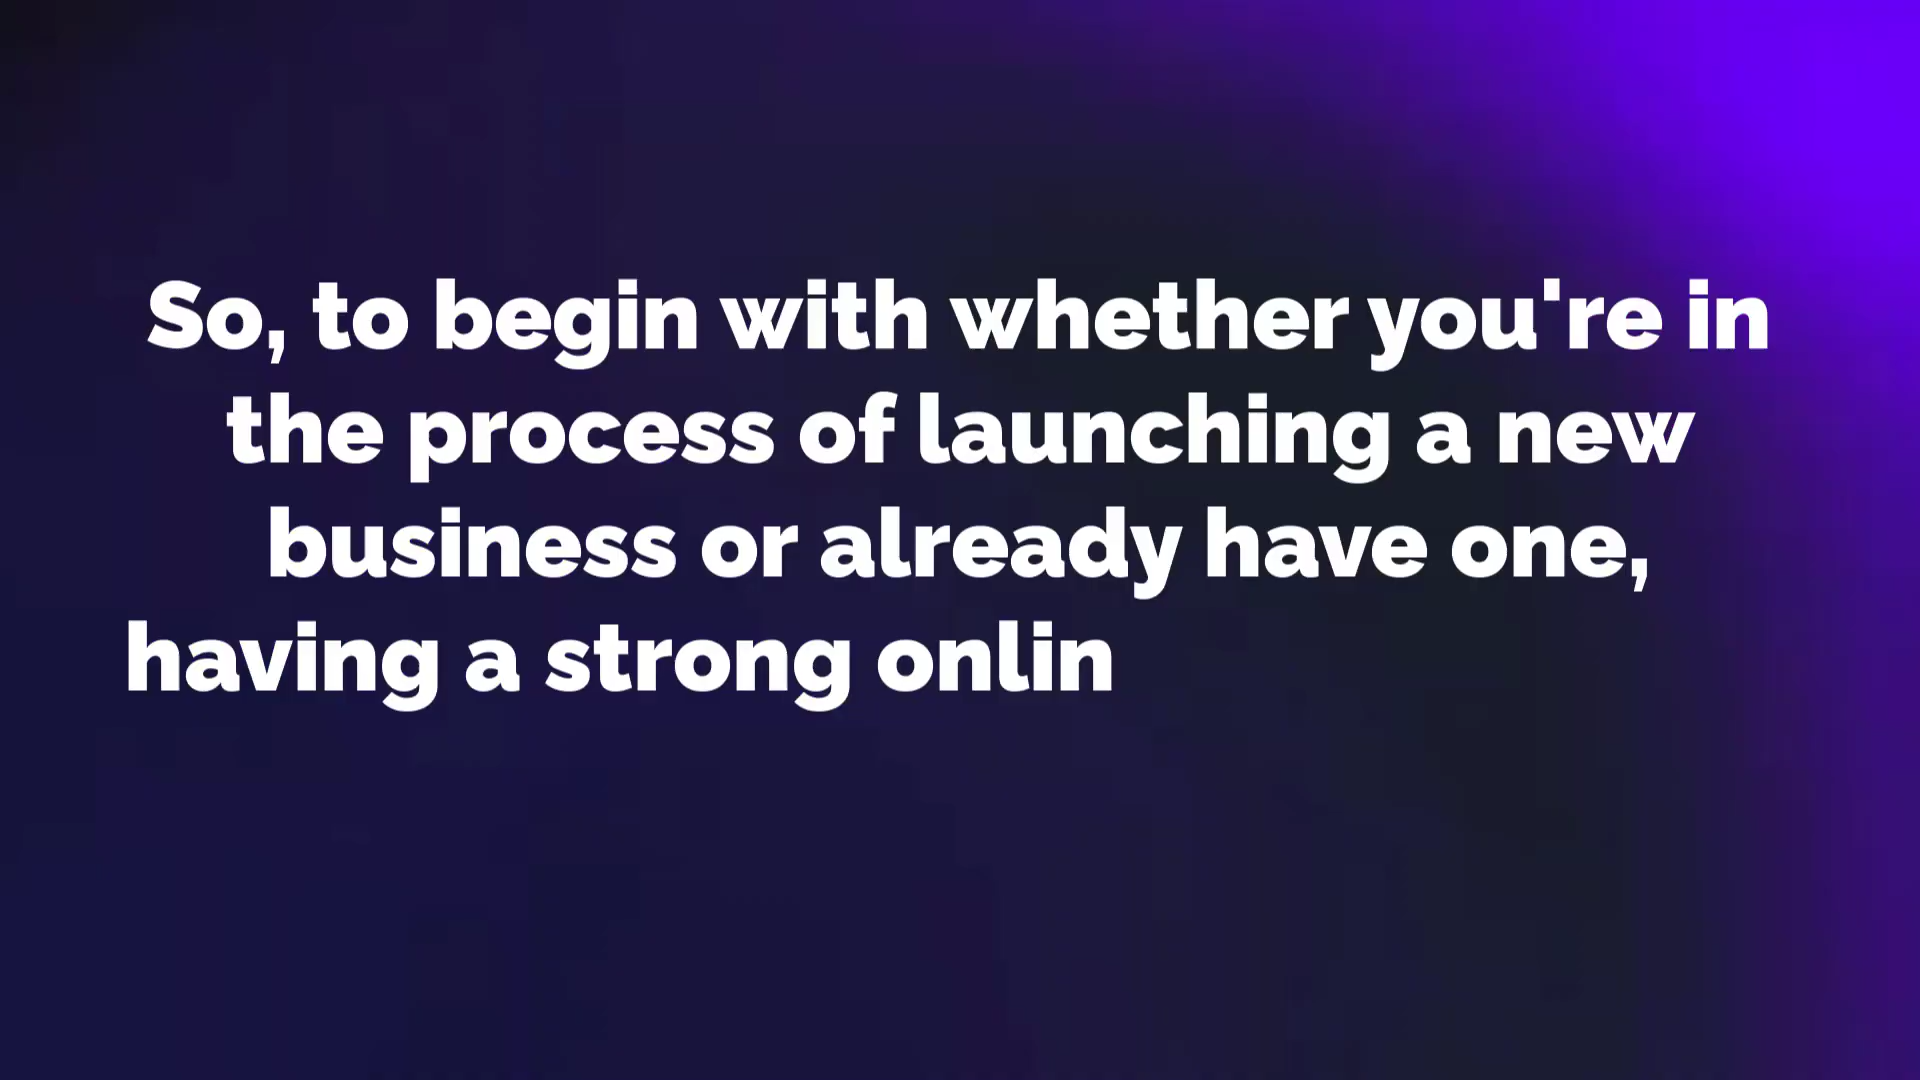 So, to begin with whether you're in
the process of launching a new
business or already have one,
having a strong onlin